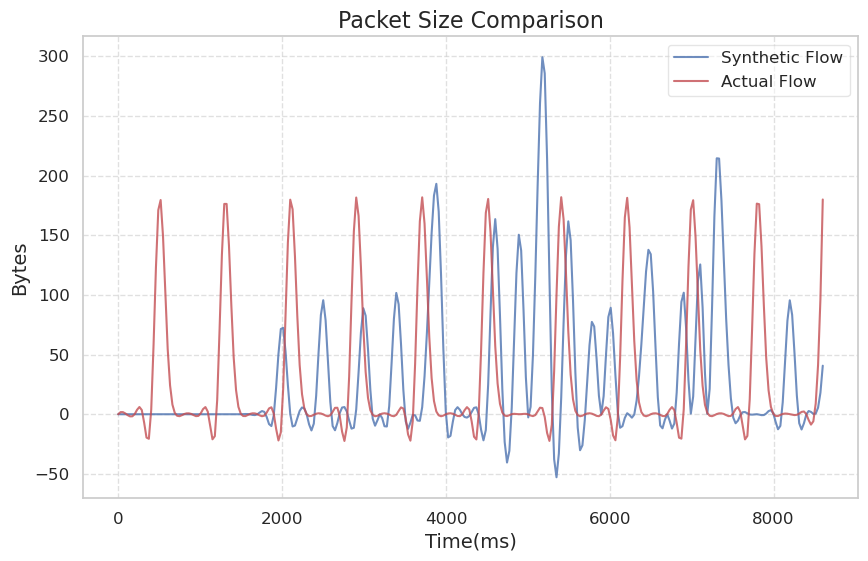 Packet Size Comparison
Synthetic Flow
Actual Flow
300
250
200
150
100
50
0
−50
Bytes
0 2000 4000 6000 8000
Time(ms)